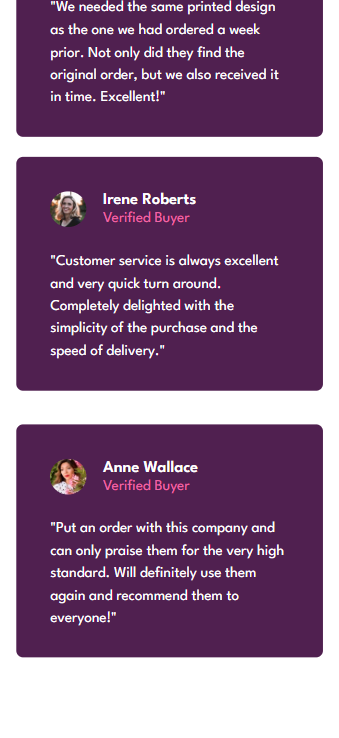 "We needed the same printed design
as the one we had ordered a week
prior. Not only did they find the
original order, but we also received it
in time. Excellent!"
Irene Roberts
Verified Buyer
"Customer service is always excellent
and very quick turn around.
Completely delighted with the
simplicity of the purchase and the
speed of delivery."
Anne Wallace
Verified Buyer
"Put an order with this company and
can only praise them for the very high
standard. Will definitely use them
again and recommend them to
everyone!"